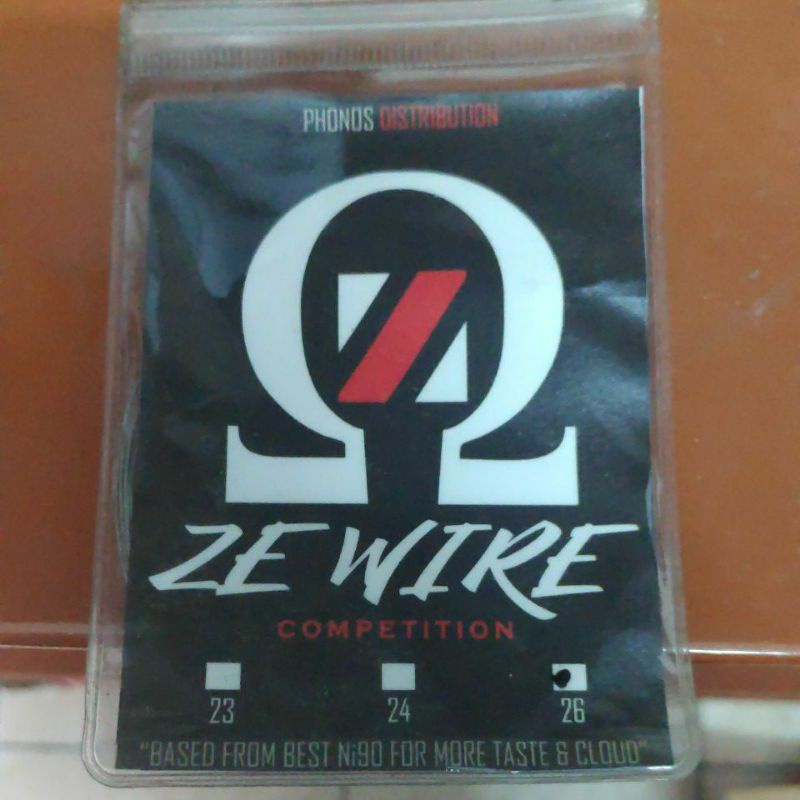 PHONOS DISTRIBUTION
Ω
Z
ZE WIRE
COMPETITION
23 24 26
"BASED FROM BEST Ni90 FOR MORE TASTE & CLOUD"